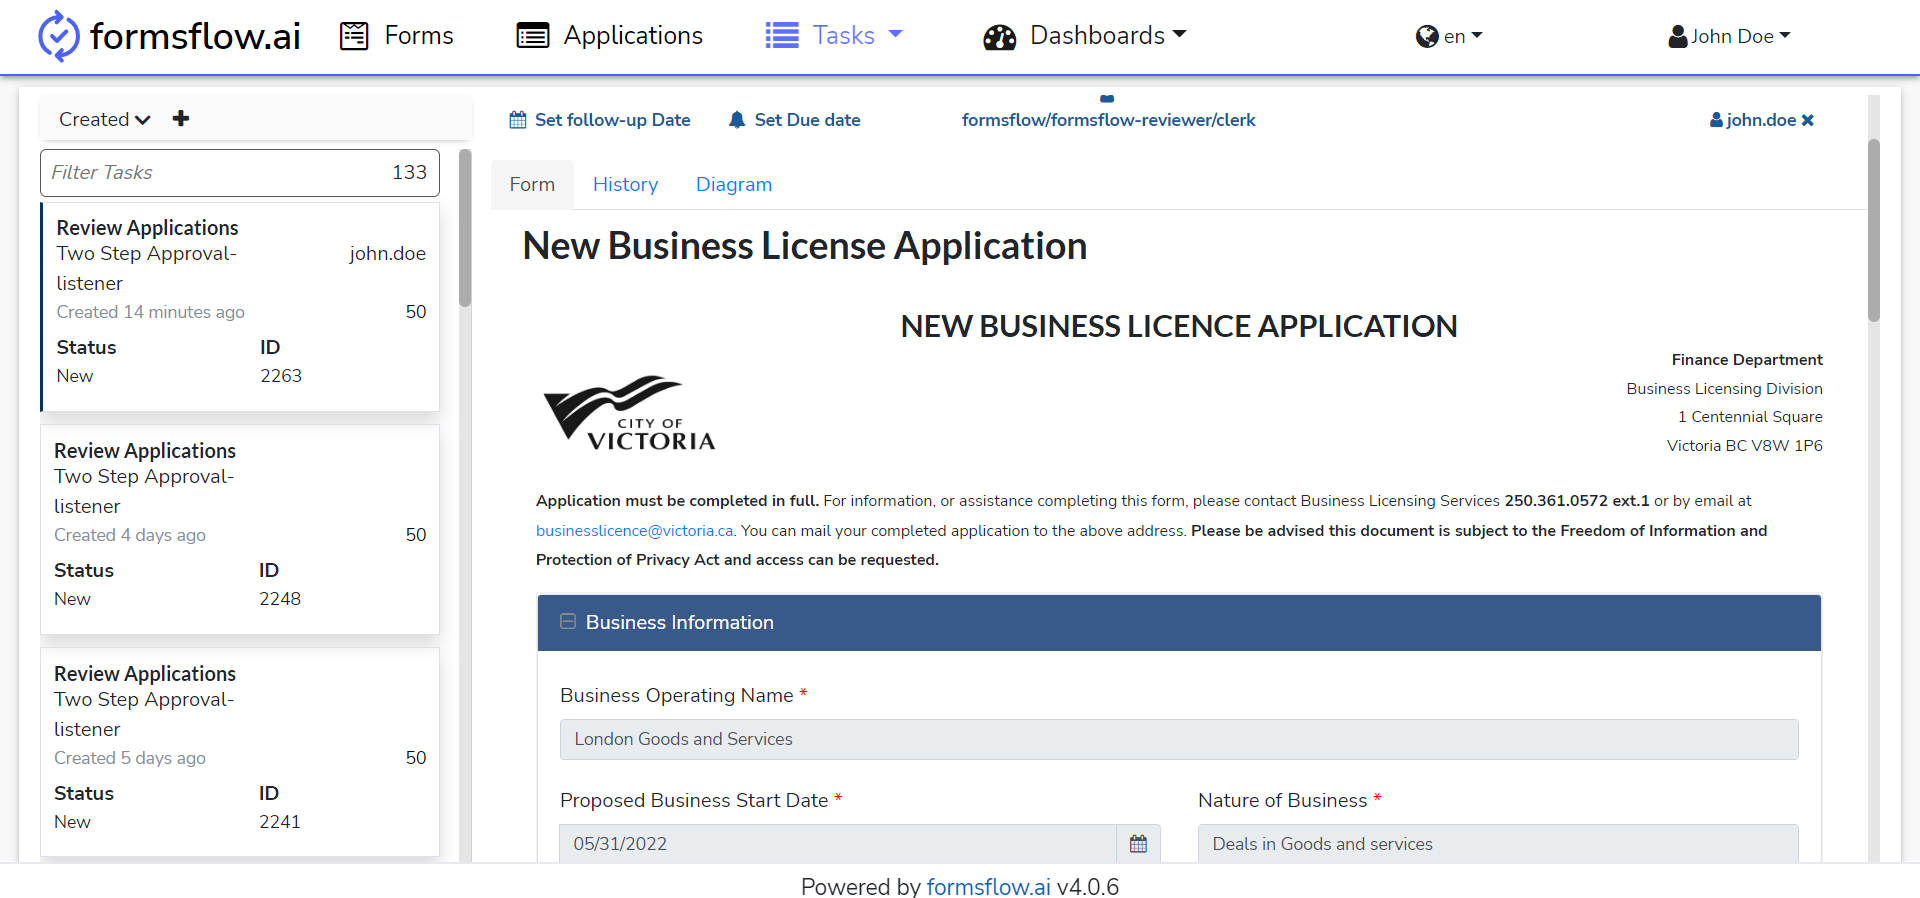 formsflow.ai Forms Applications Tasks Dashboards en John Doe
Created
Filter Tasks 133
Review Applications
Two Step Approval- john.doe
listener
Created 14 minutes ago 50
Status ID
New 2263
Review Applications
Two Step Approval-
listener
Created 4 days ago 50
Status ID
New 2248
Review Applications
Two Step Approval-
listener
Created 5 days ago 50
Status ID
New 2241
Set follow-up Date Set Due date formsflow/formsflow-reviewer/clerk john.doe
Form History Diagram
New Business License Application
NEW BUSINESS LICENCE APPLICATION
Finance Department
Business Licensing Division
1 Centennial Square
Victoria BC V8W 1P6
CITY OF
VICTORIA
Application must be completed in full. For information, or assistance completing this form, please contact Business Licensing Services 250.361.0572 ext.1 or by email at
businesslicence@victoria.ca. You can mail your completed application to the above address. Please be advised this document is subject to the Freedom of Information and
Protection of Privacy Act and access can be requested.
Business Information
Business Operating Name *
London Goods and Services
Proposed Business Start Date * Nature of Business *
05/31/2022 Deals in Goods and services
Powered by formsflow.ai v4.0.6